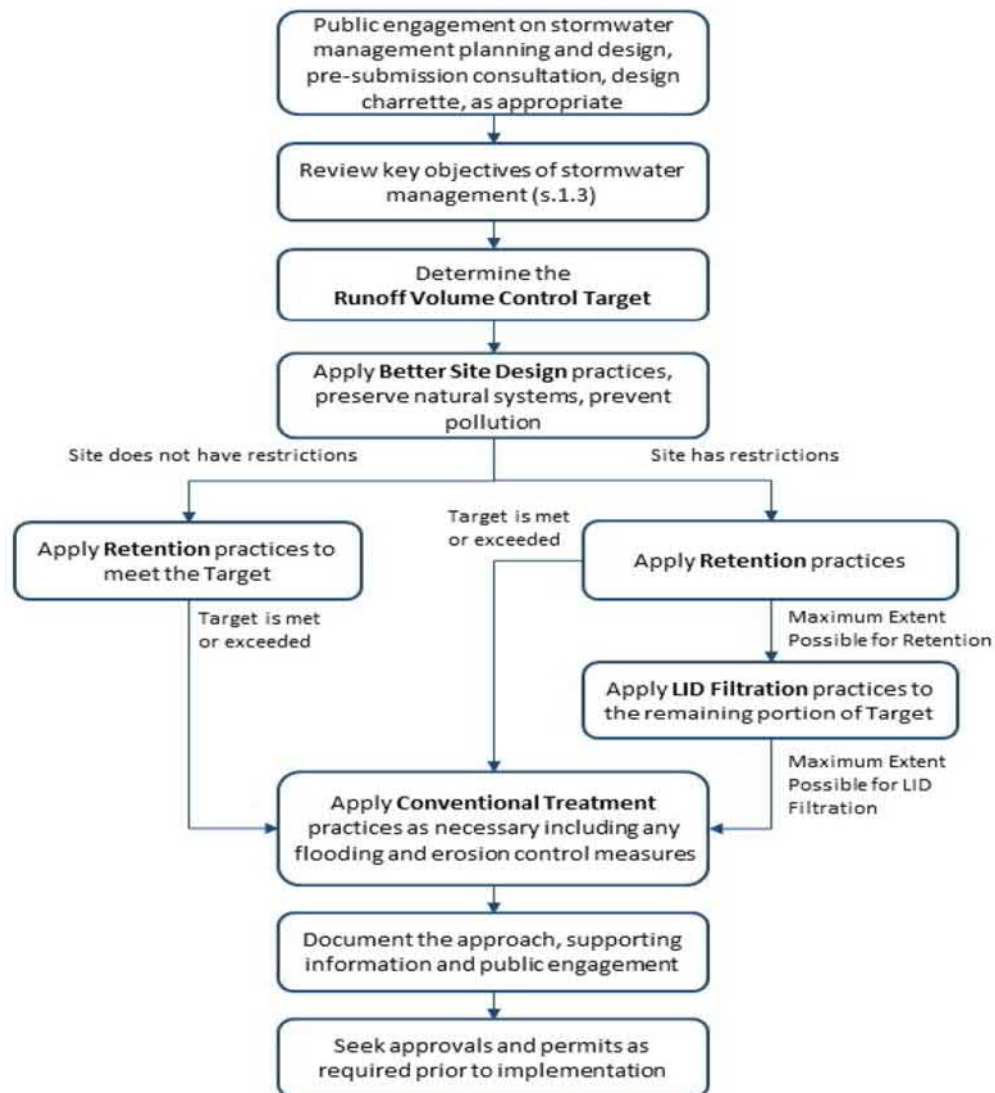 Public engagement on stormwater
management planning and design,
pre-submission consultation, design
charrette, as appropriate
Review key objectives of stormwater
management (s.1.3)
Determine the
Runoff Volume Control Target
Apply Better Site Design practices,
preserve natural systems, prevent
pollution
Site does not have restrictions
Site has restrictions
Apply Retention practices to
meet the Target
Target is met
or exceeded
Target is met
or exceeded
Apply Retention practices
Maximum Extent
Possible for Retention
Apply LID Filtration practices to
the remaining portion of Target
Maximum Extent
Possible for LID
Filtration
Apply Conventional Treatment
practices as necessary including any
flooding and erosion control measures
Document the approach, supporting
information and public engagement
Seek approvals and permits as
required prior to implementation